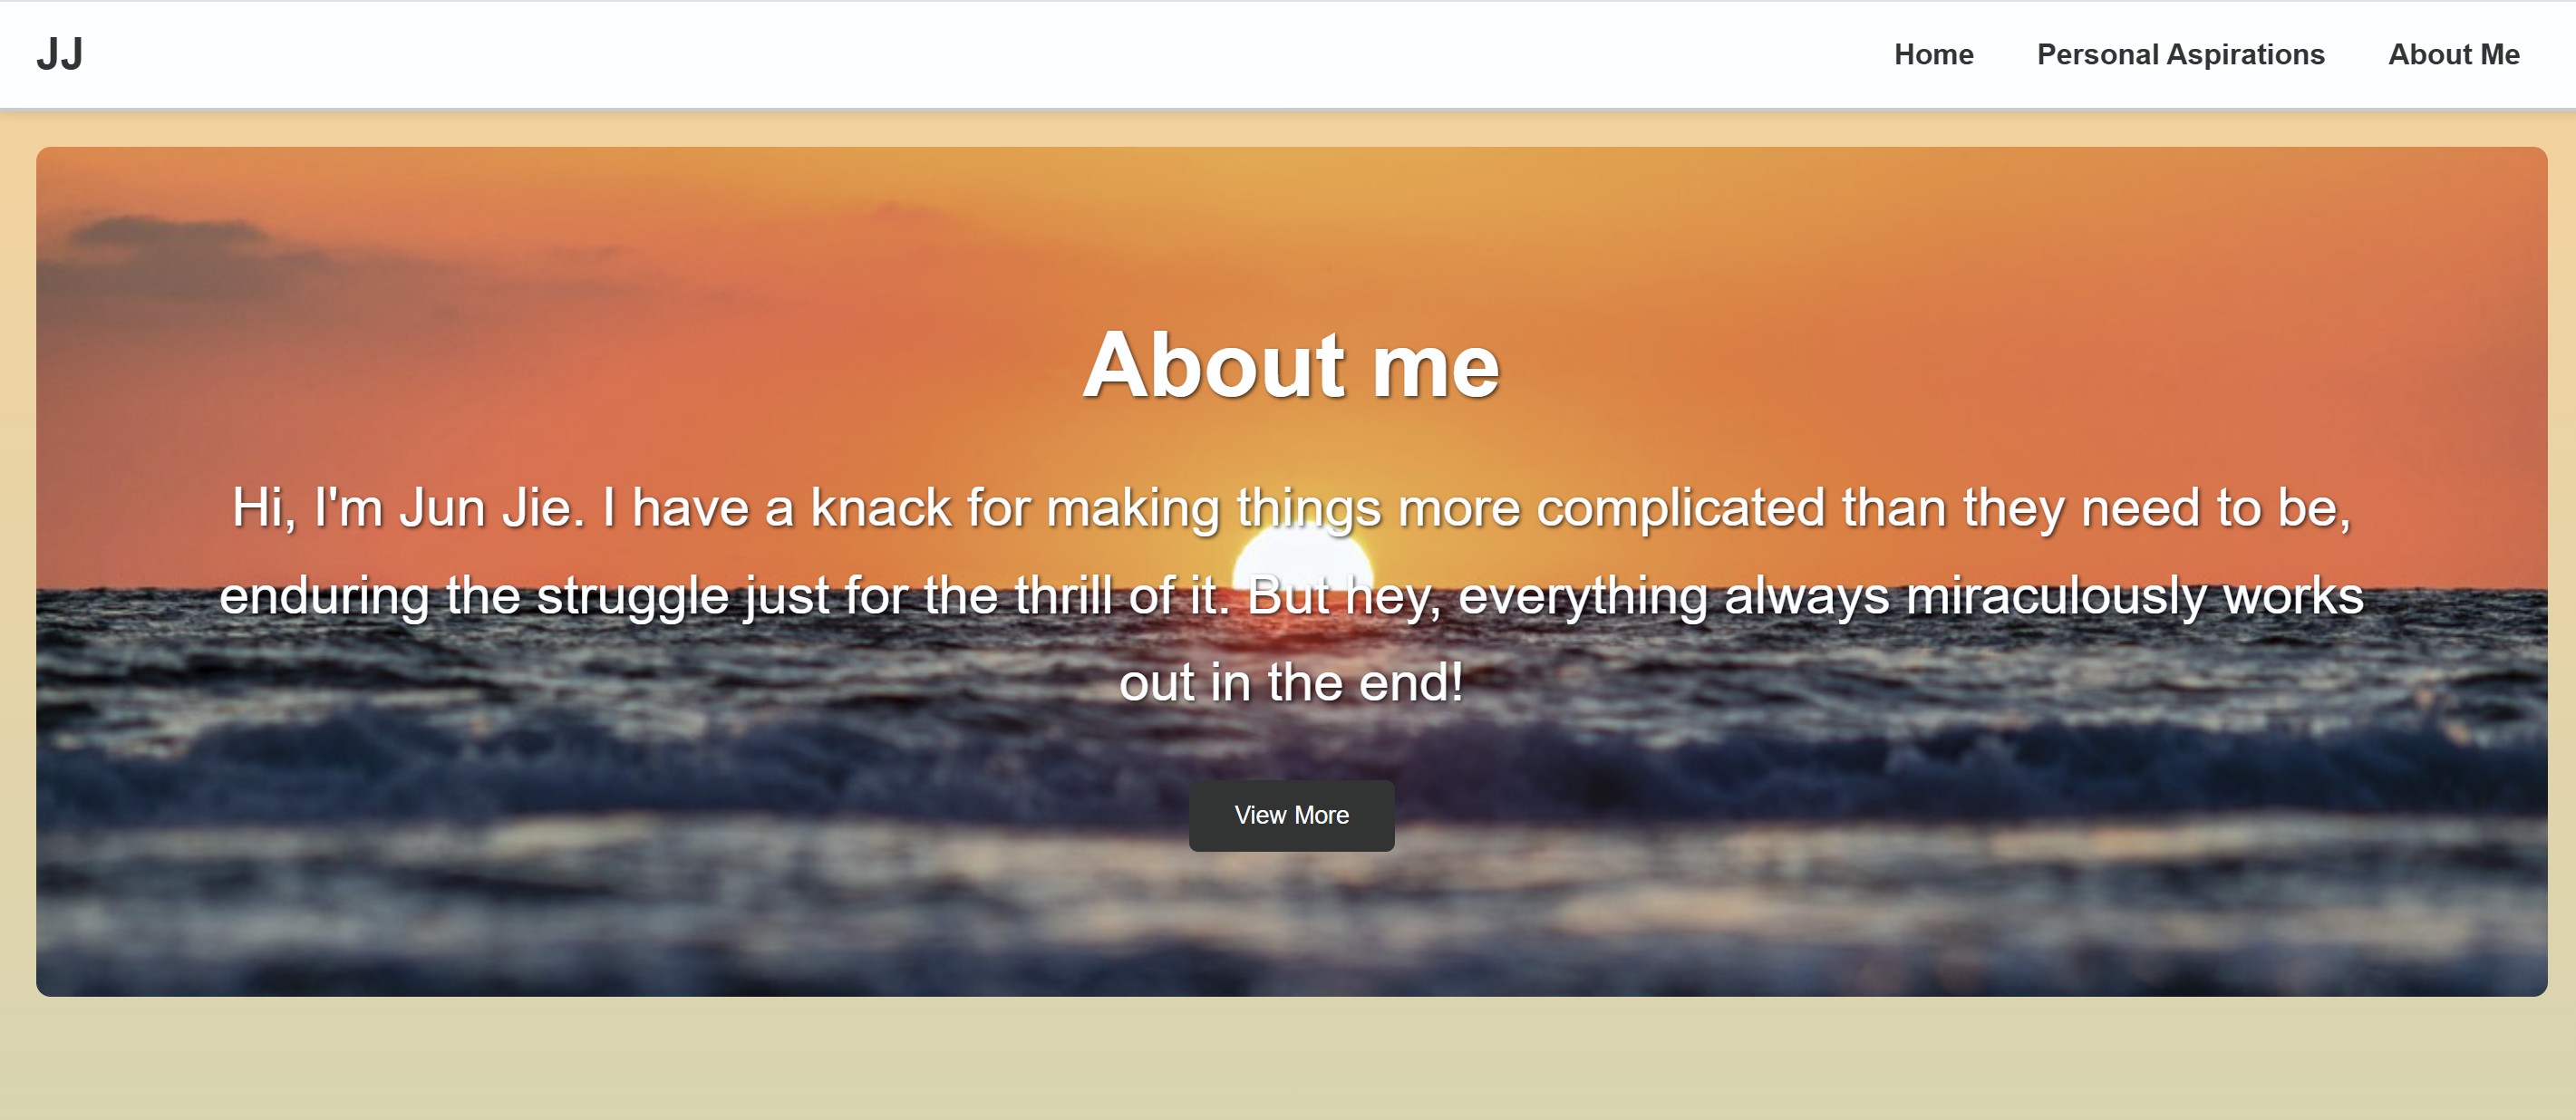 JJ
Home Personal Aspirations About Me
About me
Hi, I'm Jun Jie. I have a knack for making things more complicated than they need to be,
enduring the struggle just for the thrill of it. But hey, everything always miraculously works
out in the end!
View More